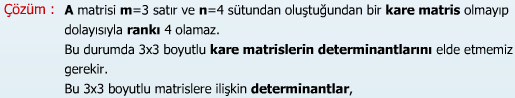 Çözüm : A matrisi m=3 satır ve n=4 sütundan oluştuğundan bir kare matris olmayıp
dolayısıyla rankı 4 olamaz.
Bu durumda 3x3 boyutlu kare matrislerin determinantlarını elde etmemiz
gerekir.
Bu 3x3 boyutlu matrislere ilişkin determinantlar,